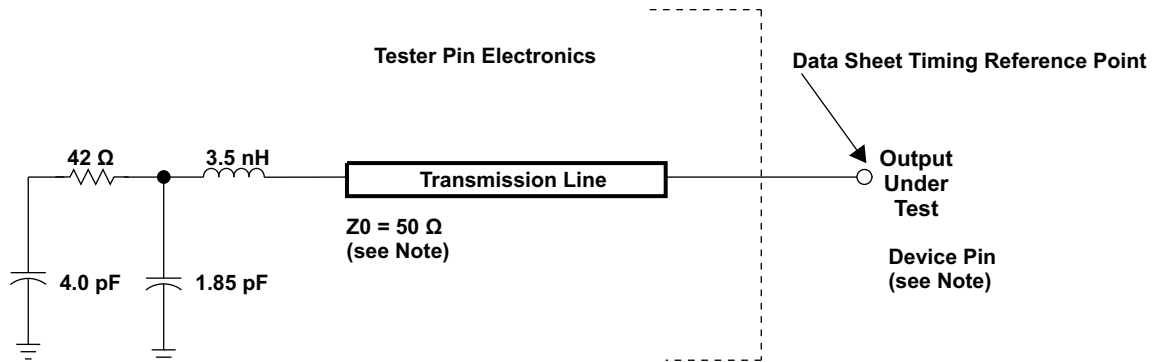 Tester Pin Electronics
Data Sheet Timing Reference Point
42 Ω
3.5 nH
Transmission Line
Output
Under
Test
Z0 = 50 Ω
(see Note)
Device Pin
(see Note)
4.0 pF
1.85 pF